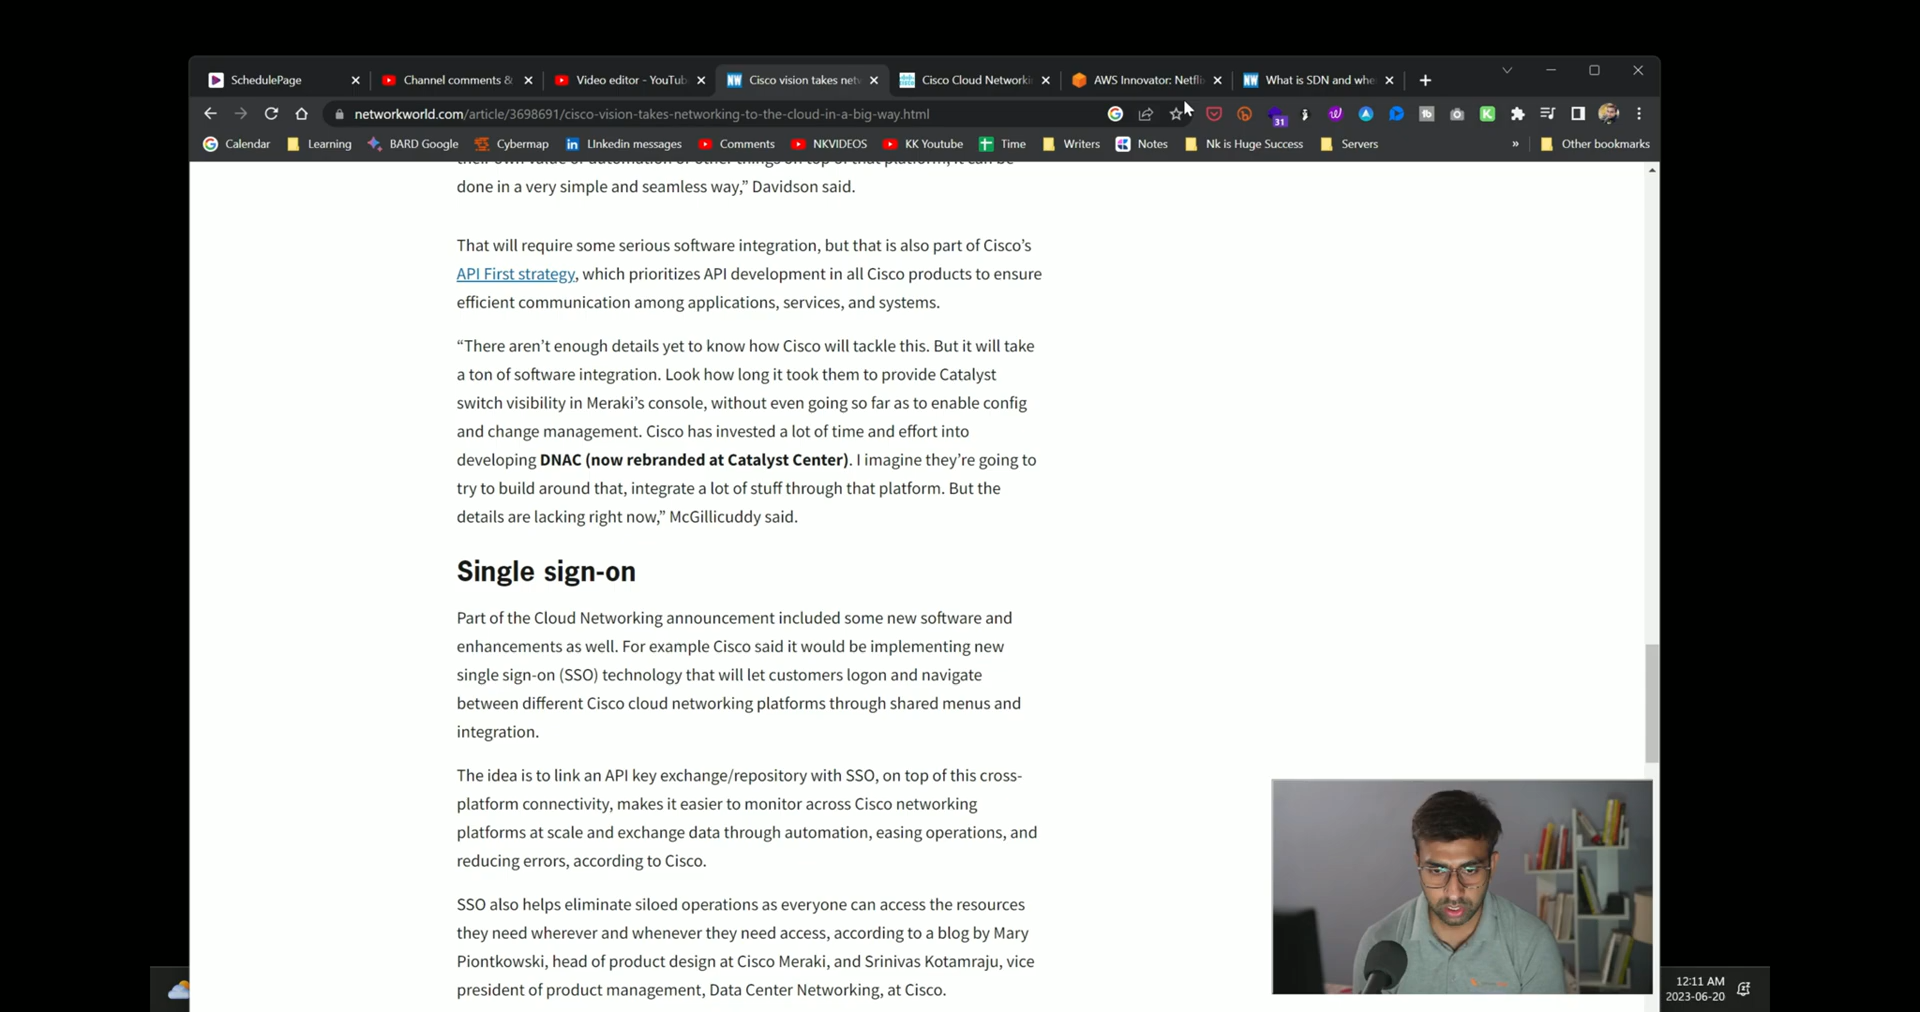 SchedulePage
Channel comments &
Video editor - YouTub
Cisco vision takes net
Cisco Cloud Networki
AWS Innovator: Netfli
What is SDN and whe
networkworld.com/article/3698691/cisco-vision-takes-networking-to-the-cloud-in-a-big-way.html
31
Calendar
Learning
BARD Google
Cybermap
LInkedin messages
Comments
NKVIDEOS
KK Youtube
Time
Writers
Notes
Nk is Huge Success
Servers
»
Other bookmarks
their own value or automation or other things on top of that platform, it can be
done in a very simple and seamless way,” Davidson said.
That will require some serious software integration, but that is also part of Cisco’s
API First strategy, which prioritizes API development in all Cisco products to ensure
efficient communication among applications, services, and systems.
“There aren’t enough details yet to know how Cisco will tackle this. But it will take
a ton of software integration. Look how long it took them to provide Catalyst
switch visibility in Meraki’s console, without even going so far as to enable config
and change management. Cisco has invested a lot of time and effort into
developing DNAC (now rebranded at Catalyst Center). I imagine they’re going to
try to build around that, integrate a lot of stuff through that platform. But the
details are lacking right now,” McGillicuddy said.
Single sign-on
Part of the Cloud Networking announcement included some new software and
enhancements as well. For example Cisco said it would be implementing new
single sign-on (SSO) technology that will let customers logon and navigate
between different Cisco cloud networking platforms through shared menus and
integration.
The idea is to link an API key exchange/repository with SSO, on top of this cross-
platform connectivity, makes it easier to monitor across Cisco networking
platforms at scale and exchange data through automation, easing operations, and
reducing errors, according to Cisco.
SSO also helps eliminate siloed operations as everyone can access the resources
they need wherever and whenever they need access, according to a blog by Mary
Piontkowski, head of product design at Cisco Meraki, and Srinivas Kotamraju, vice
president of product management, Data Center Networking, at Cisco.
12:11 AM
2023-06-20